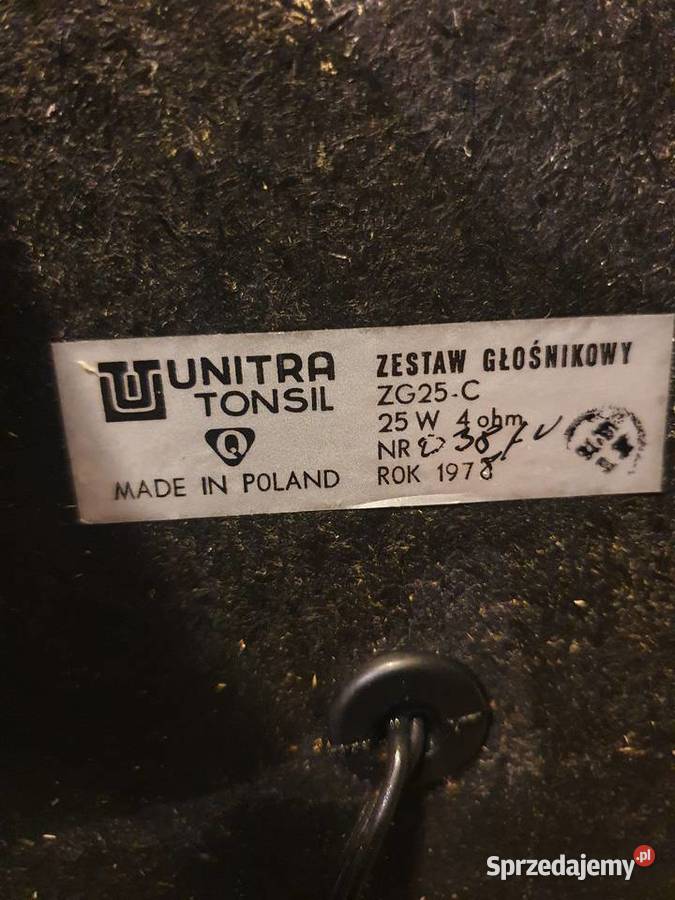 UNITRA
TONSIL
Q
MADE IN POLAND
ZESTAW GŁOŚNIKOWY
ZG25-C
25 W 4 ohm
NR
ROK 1978
Sprzedajemy.pl